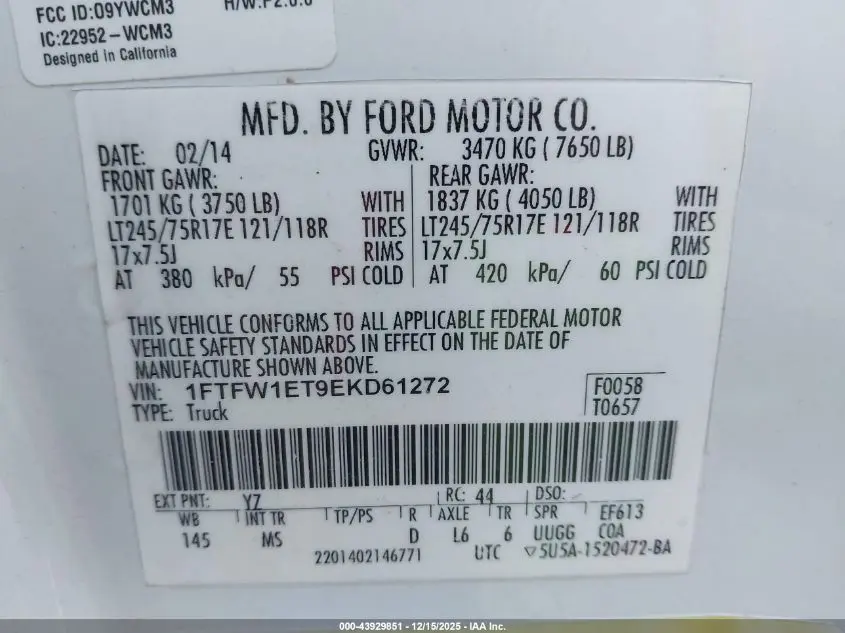 FCC ID:O9YWCM3
IC:22952-WCM3
Designed in California
MFD. BY FORD MOTOR CO.
DATE: 02/14 GVWR: 3470 KG ( 7650 LB)
FRONT GAWR: REAR GAWR:
1701 KG ( 3750 LB) WITH 1837 KG ( 4050 LB) WITH
LT245/75R17E 121/118R TIRES LT245/75R17E 121/118R TIRES
17x7.5J RIMS 17x7.5J RIMS
AT 380 kPa/ 55 PSI COLD AT 420 kPa/ 60 PSI COLD
THIS VEHICLE CONFORMS TO ALL APPLICABLE FEDERAL MOTOR
VEHICLE SAFETY STANDARDS IN EFFECT ON THE DATE OF
MANUFACTURE SHOWN ABOVE.
VIN: 1FTFW1ET9EKD61272 F0058
TYPE: Truck T0657
EXT PNT: YZ RC: 44 DSO:
WB INT TR TP/PS R AXLE TR SPR EF613
145 MS D L6 6 UUGG COA
2201402146771 UTC ▽5U5A-1520472-BA
000-43929851 - 12/15/2025 - IAA Inc.